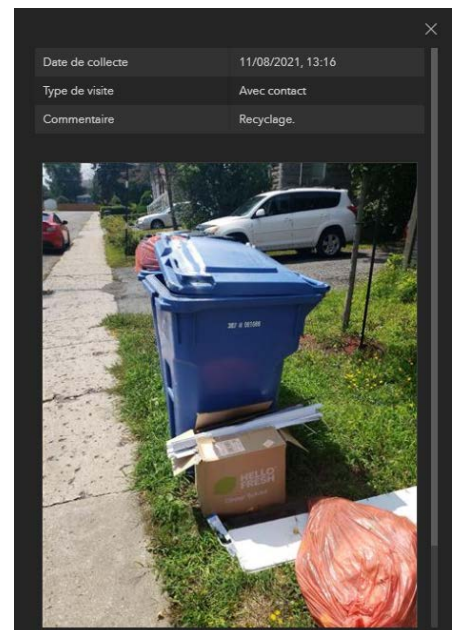 Date de collecte 11/08/2021, 13:16
Type de visite Avec contact
Commentaire Recyclage.
HELLO
FRESH